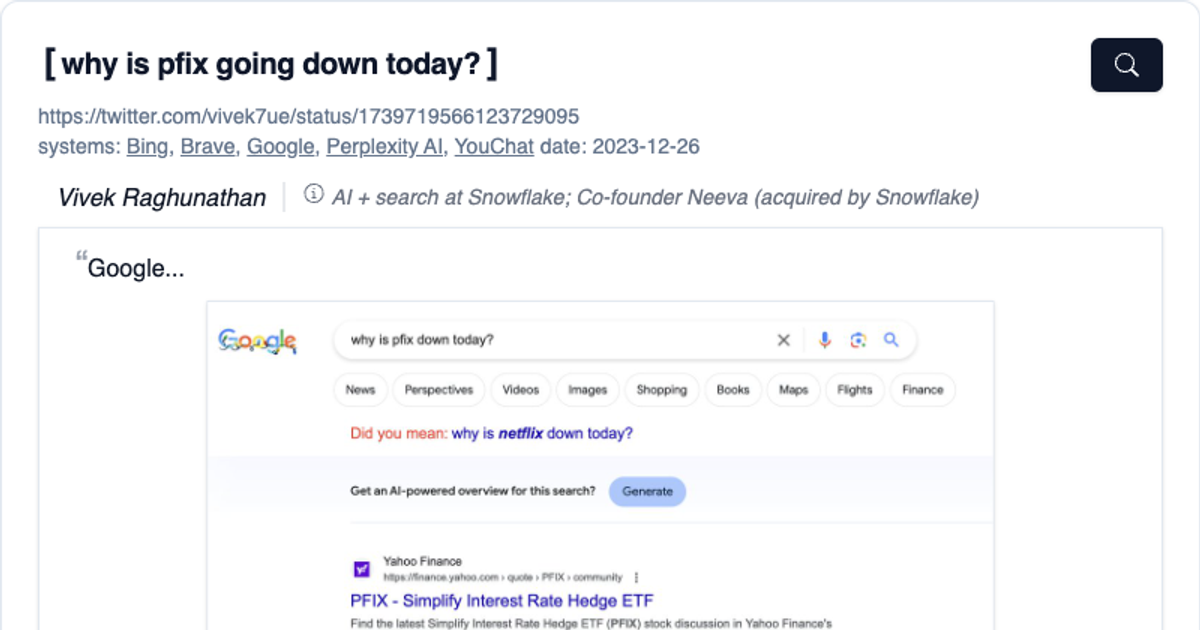 [why is pfix going down today?]
https://twitter.com/vivek7ue/status/1739719566123729095
systems: Bing, Brave, Google, Perplexity AI, YouChat date: 2023-12-26
Vivek Raghunathan AI + search at Snowflake; Co-founder Neeva (acquired by Snowflake)
“Google...
Google why is pfix down today?
News Perspectives Videos Images Shopping Books Maps Flights Finance
Did you mean: why is netflix down today?
Get an AI-powered overview for this search? Generate
Yahoo Finance
https://finance.yahoo.com › quote › PFIX › community
PFIX - Simplify Interest Rate Hedge ETF
Find the latest Simplify Interest Rate Hedge ETF (PFIX) stock discussion in Yahoo Finance's